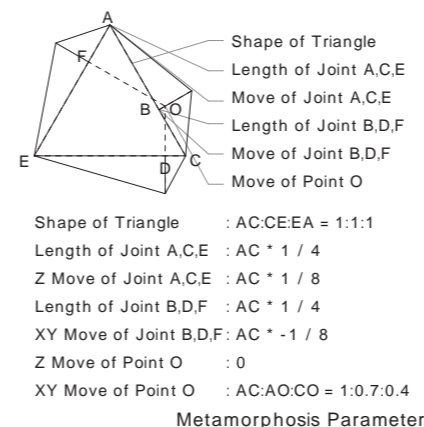 A
Shape of Triangle
F
Length of Joint A,C,E
Move of Joint A,C,E
B O
Length of Joint B,D,F
Move of Joint B,D,F
E D C
Move of Point O
Shape of Triangle : AC:CE:EA = 1:1:1
Length of Joint A,C,E : AC * 1 / 4
Z Move of Joint A,C,E : AC * 1 / 8
Length of Joint B,D,F : AC * 1 / 4
XY Move of Joint B,D,F : AC * -1 / 8
Z Move of Point O : 0
XY Move of Point O : AC:AO:CO = 1:0.7:0.4
Metamorphosis Parameter